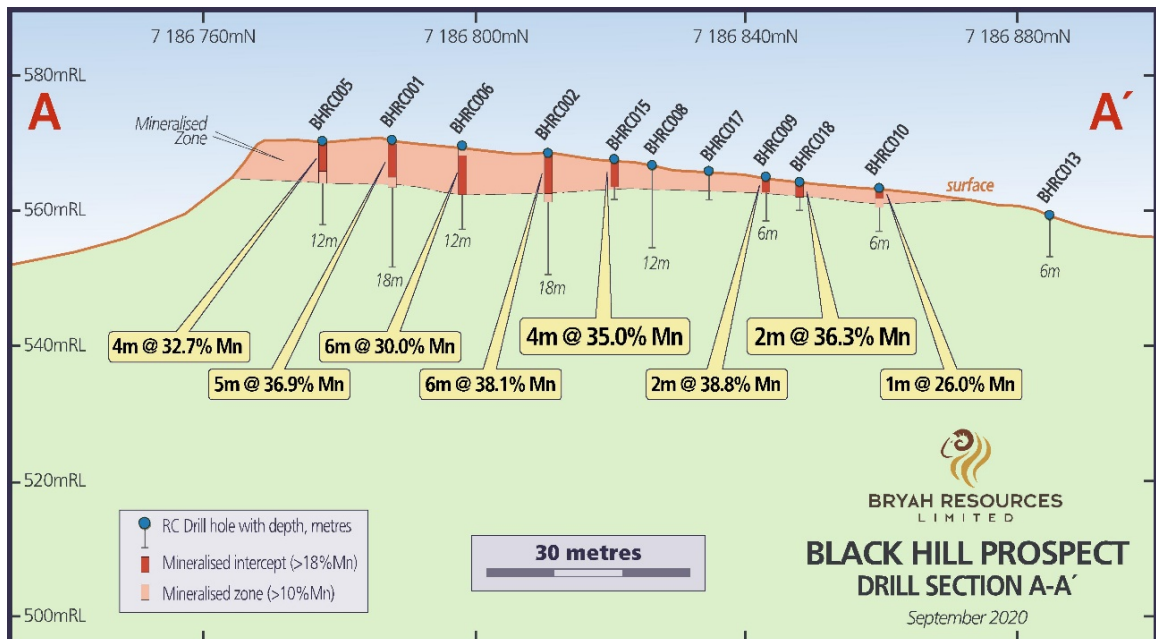 7 186 760mN
7 186 800mN
7 186 840mN
7 186 880mN
580mRL
560mRL
540mRL
520mRL
500mRL
A
A´
Mineralised
Zone
BHRC005
BHRC001
BHRC006
BHRC002
BHRC015
BHRC008
BHRC017
BHRC009
BHRC018
BHRC010
BHRC013
surface
12m
18m
12m
18m
12m
6m
6m
6m
4m @ 32.7% Mn
5m @ 36.9% Mn
6m @ 30.0% Mn
6m @ 38.1% Mn
4m @ 35.0% Mn
2m @ 38.8% Mn
2m @ 36.3% Mn
1m @ 26.0% Mn
RC Drill hole with depth, metres
Mineralised intercept (>18%Mn)
Mineralised zone (>10%Mn)
30 metres
BRYAH RESOURCES
LIMITED
BLACK HILL PROSPECT
DRILL SECTION A-A´
September 2020